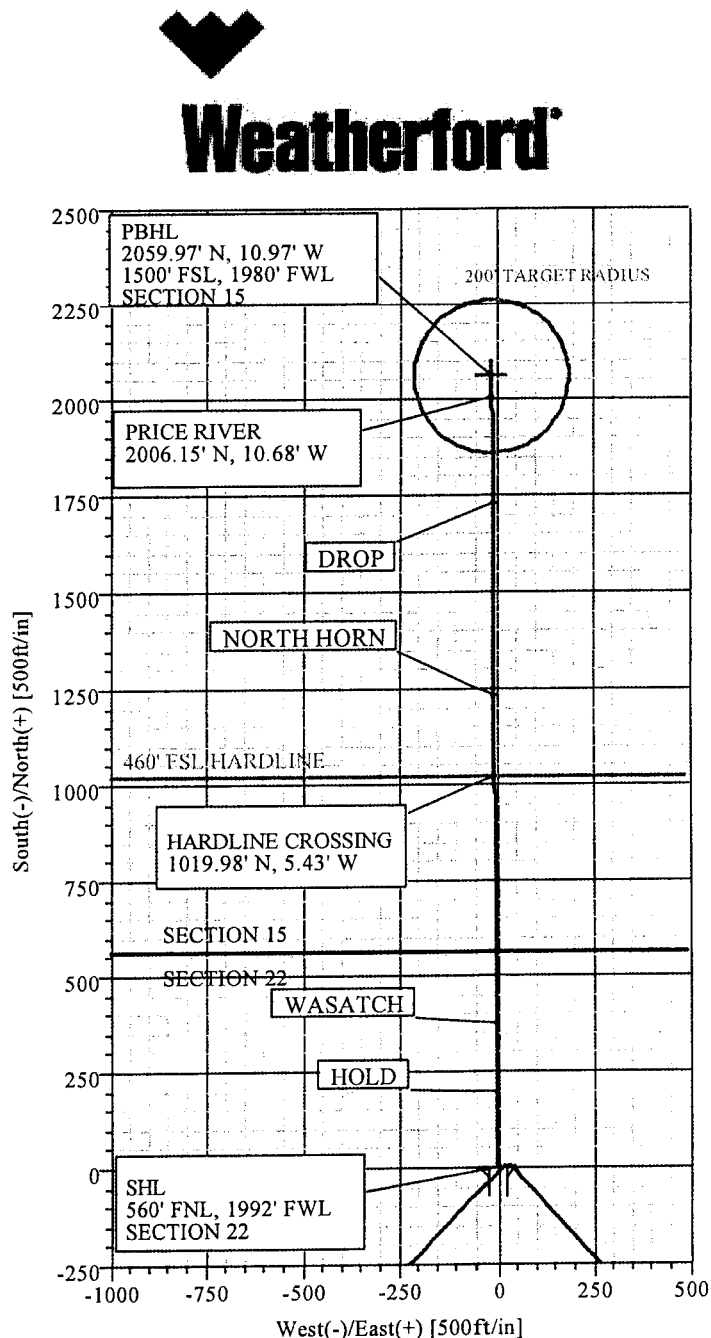 Weatherford
2500
PBHL
2059.97' N, 10.97' W
1500' FSL, 1980' FWL
SECTION 15
200' TARGET RADIUS
2250
2000
PRICE RIVER
2006.15' N, 10.68' W
1750
DROP
1500
NORTH HORN
1250
460' FSL HARDLINE
1000
HARDLINE CROSSING
1019.98' N, 5.43' W
750
SECTION 15
SECTION 22
500
WASATCH
250
HOLD
0
SHL
560' FNL, 1992' FWL
SECTION 22
-250
South(-)/North(+) [500ft/in]
-1000 -750 -500 -250 0 250 500
West(-)/East(+) [500ft/in]